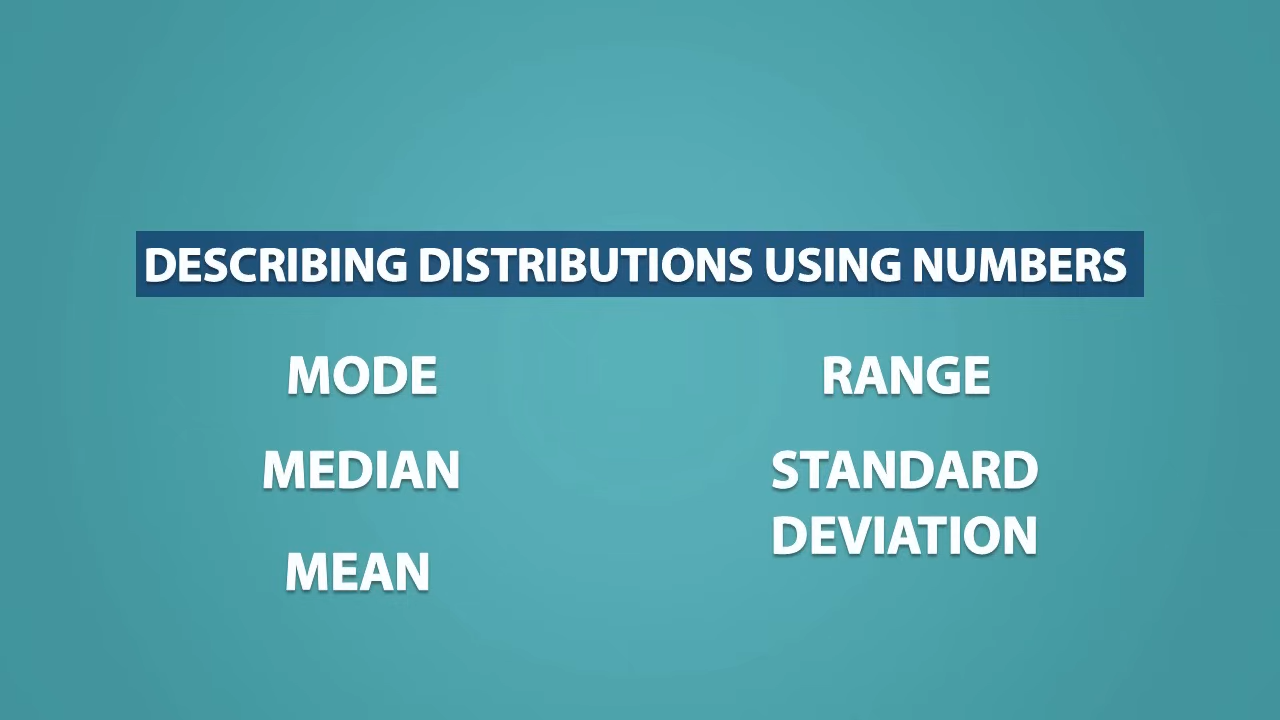 DESCRIBING DISTRIBUTIONS USING NUMBERS
MODE
MEDIAN
MEAN
RANGE
STANDARD
DEVIATION